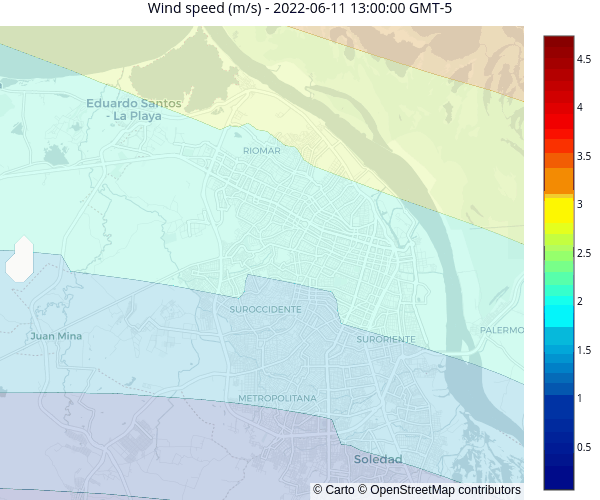 Wind speed (m/s) - 2022-06-11 13:00:00 GMT-5
Eduardo Santos
- La Playa
RIOMAR
SUROCCIDENTE
Juan Mina
SURORIENTE
PALERMO
METROPOLITANA
Soledad
© Carto © OpenStreetMap contributors
4.5
4
3.5
3
2.5
2
1.5
1
0.5